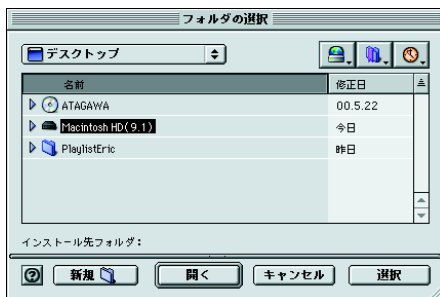 フォルダの選択
デスクトップ
名前 修正日
ATAGAWA 00.5.22
Macintosh HD(9.1) 今日
PlaylistEric 昨日
インストール先フォルダ：
? 新規 開く キャンセル 選択